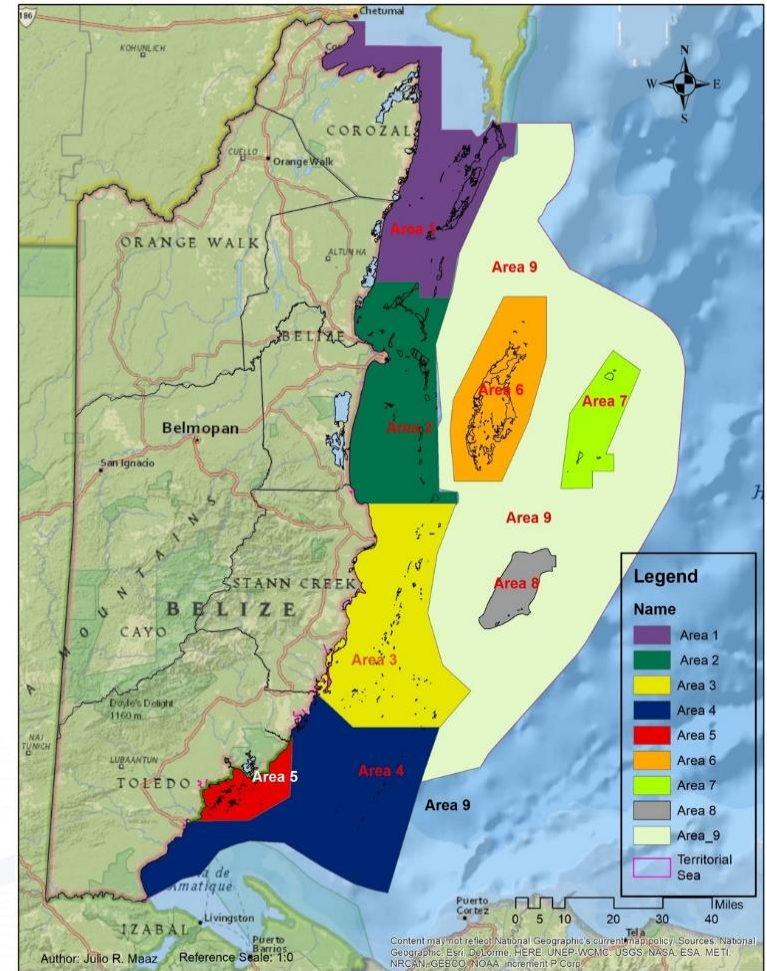 186
Chetumal
KOHUNLICH
Co
COROZAL
CUELLO
Orange Walk
Area 1
ORANGE WALK
ALTUN HA
Area 9
BELIZE
Area 6
Area 7
Area 2
Belmopan
San Ignacio
Area 9
Area 8
STANN CREEK
BELIZE
CAYO
MOUNTAINS
A
Area 3
Doyle's Delight
1160 m
NAJ
TUNICH
LUBAANTUN
TOLEDO
Area 5
Area 4
Area 9
a de
Amatique
IZABAL
Livingston
Puerto
Barrios
Puerto
Cortez
Tela
N
W E
S
H
Legend
Name
Area 1
Area 2
Area 3
Area 4
Area 5
Area 6
Area 7
Area 8
Area_9
Territorial
Sea
Miles
0 5 10 20 30 40
Author: Julio R. Maaz Reference Scale: 1:0
Content may not reflect National Geographic's current map policy. Sources: National
Geographic, Esri, DeLorme, HERE, UNEP-WCMC, USGS, NASA, ESA, METI,
NRCAN, GEBCO, NOAA, increment P Corp.